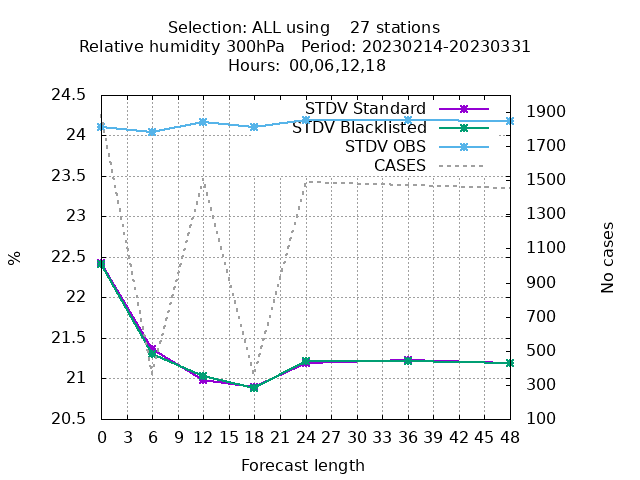 Selection: ALL using 27 stations
Relative humidity 300hPa Period: 20230214-20230331
Hours: 00,06,12,18
STDV Standard
STDV Blacklisted
STDV OBS
CASES
24.5
24
23.5
23
22.5
22
21.5
21
20.5
%
1900
1700
1500
1300
1100
900
700
500
300
100
No cases
0 3 6 9 12 15 18 21 24 27 30 33 36 39 42 45 48
Forecast length